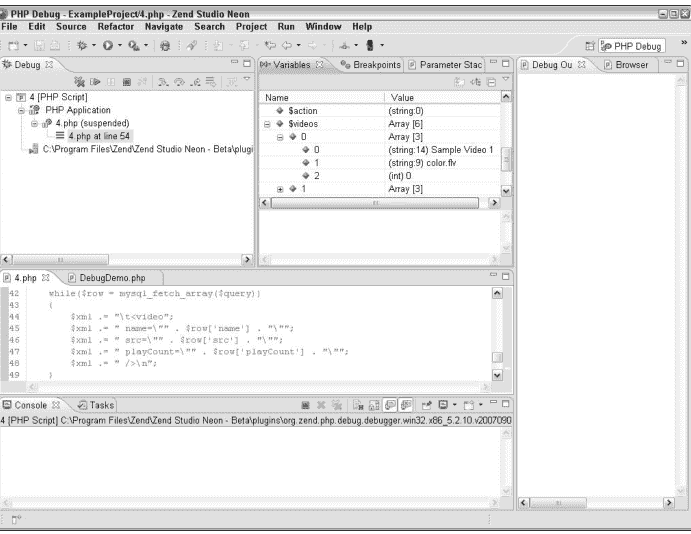 PHP Debug - ExampleProject/4.php - Zend Studio Neon
File Edit Source Refactor Navigate Search Project Run Window Help
PHP Debug
Debug
Variables Breakpoints Parameter Stac
Debug Ou Browser
4 [PHP Script]
PHP Application
4.php (suspended)
4.php at line 54
C:\Program Files\Zend\Zend Studio Neon - Beta\plugi
Name Value
$action (string:0)
$videos Array [6]
0 Array [3]
0 (string:14) Sample Video 1
1 (string:9) color.flv
2 (int) 0
1 Array [3]
4.php DebugDemo.php
42 while($row = mysql_fetch_array($query))
43 {
44 $xml .= "\t<video";
45 $xml .= " name=\"" . $row['name'] . "\"";
46 $xml .= " src=\"" . $row['src'] . "\"";
47 $xml .= " playCount=\"" . $row['playCount'] . "\"";
48 $xml .= " />\n";
49 }
Console Tasks
4 [PHP Script] C:\Program Files\Zend\Zend Studio Neon - Beta\plugins\org.zend.php.debug.debugger.win32.x86_5.2.10.v2007090